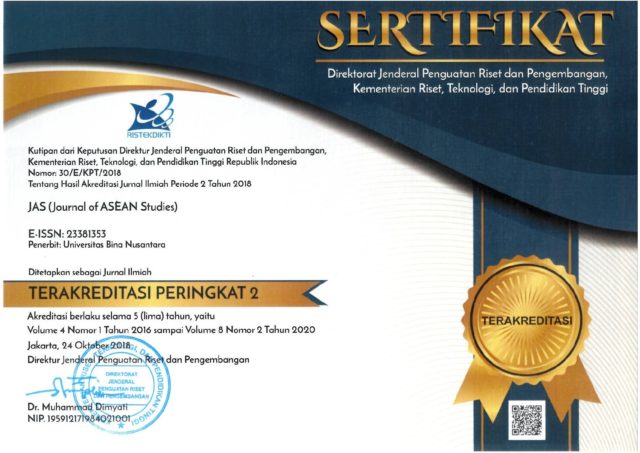 SERTIFIKAT
Direktorat Jenderal Penguatan Riset dan Pengembangan,
Kementerian Riset, Teknologi, dan Pendidikan Tinggi
RISTEKDIKTI
Kutipan dari Keputusan Direktur Jenderal Penguatan Riset dan Pengembangan,
Kementerian Riset, Teknologi, dan Pendidikan Tinggi Republik Indonesia
Nomor: 30/E/KPT/2018
Tentang Hasil Akreditasi Jurnal Ilmiah Periode 2 Tahun 2018
JAS (Journal of ASEAN Studies)
E-ISSN: 23381353
Penerbit: Universitas Bina Nusantara
Ditetapkan sebagai Jurnal Ilmiah
TERAKREDITASI PERINGKAT 2
Akreditasi berlaku selama 5 (lima) tahun, yaitu
Volume 4 Nomor 1 Tahun 2016 sampai Volume 8 Nomor 2 Tahun 2020
Jakarta, 24 Oktober 2018
Direktur Jenderal Penguatan Riset dan Pengembangan
DIREKTORAT
JENDERAL
PENGUATAN RISET
DAN PENGEMBANGAN
Dr. Muhammad Dimyati
NIP. 195912171984021001
TERAKREDITASI